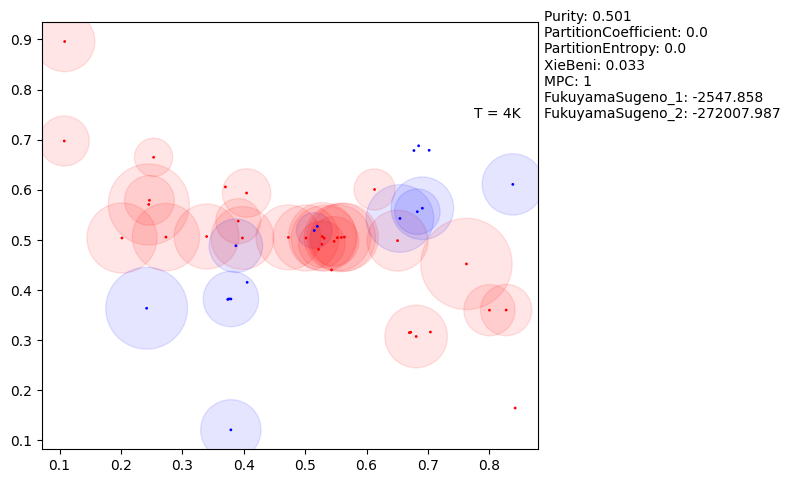 Purity: 0.501
PartitionCoefficient: 0.0
PartitionEntropy: 0.0
XieBeni: 0.033
MPC: 1
FukuyamaSugeno_1: -2547.858
FukuyamaSugeno_2: -272007.987
T = 4K
0.9
0.8
0.7
0.6
0.5
0.4
0.3
0.2
0.1
0.1 0.2 0.3 0.4 0.5 0.6 0.7 0.8